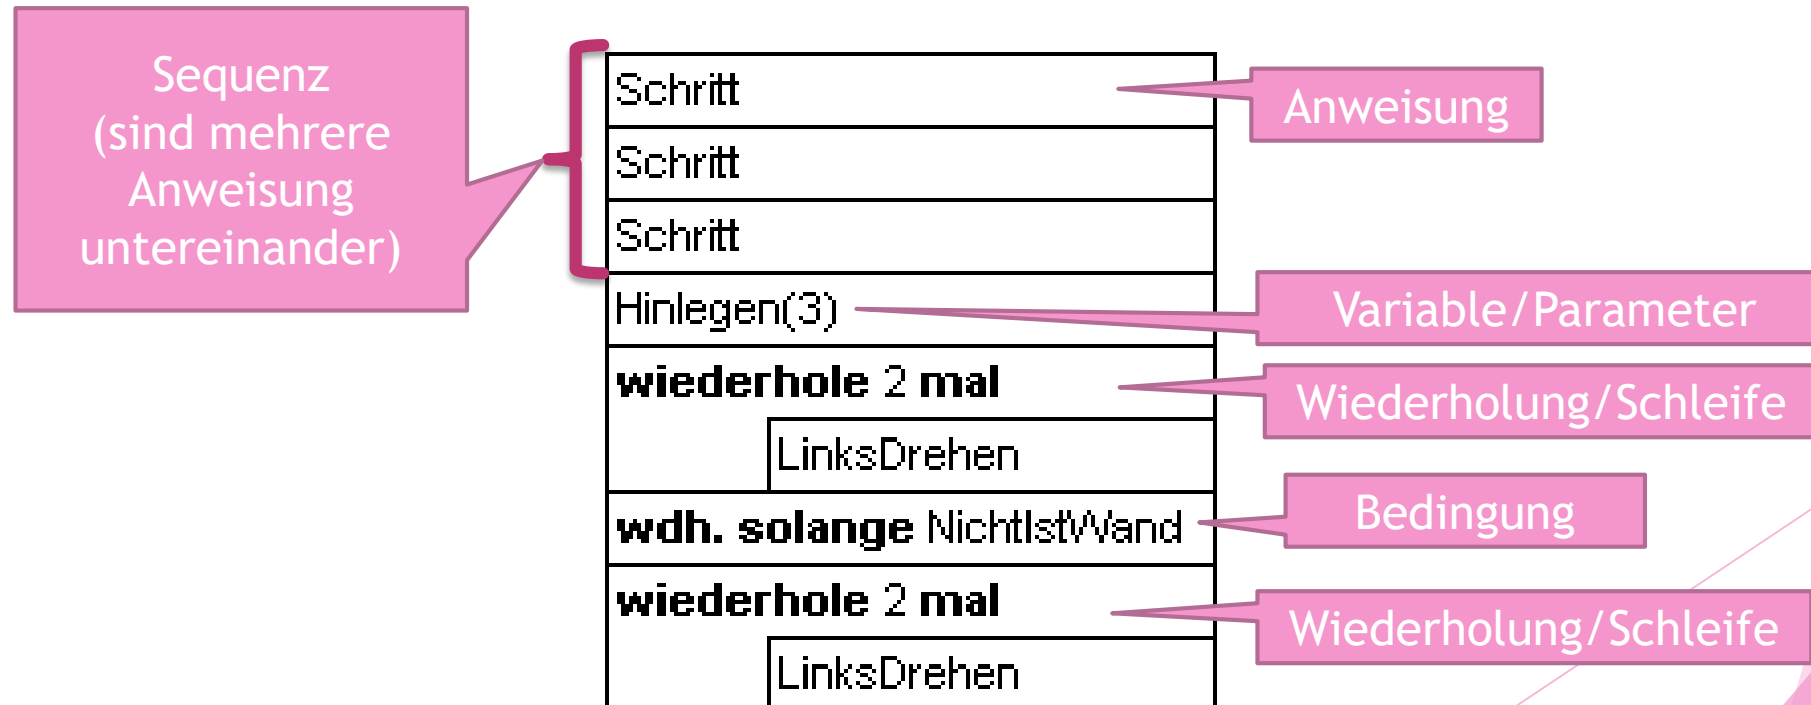 Sequenz
(sind mehrere
Anweisung
untereinander)
Schritt
Anweisung
Schritt
Schritt
Hinlegen(3)
Variable/Parameter
wiederhole 2 mal
Wiederholung/Schleife
LinksDrehen
wdh. solange NichtIstWand
Bedingung
wiederhole 2 mal
Wiederholung/Schleife
LinksDrehen